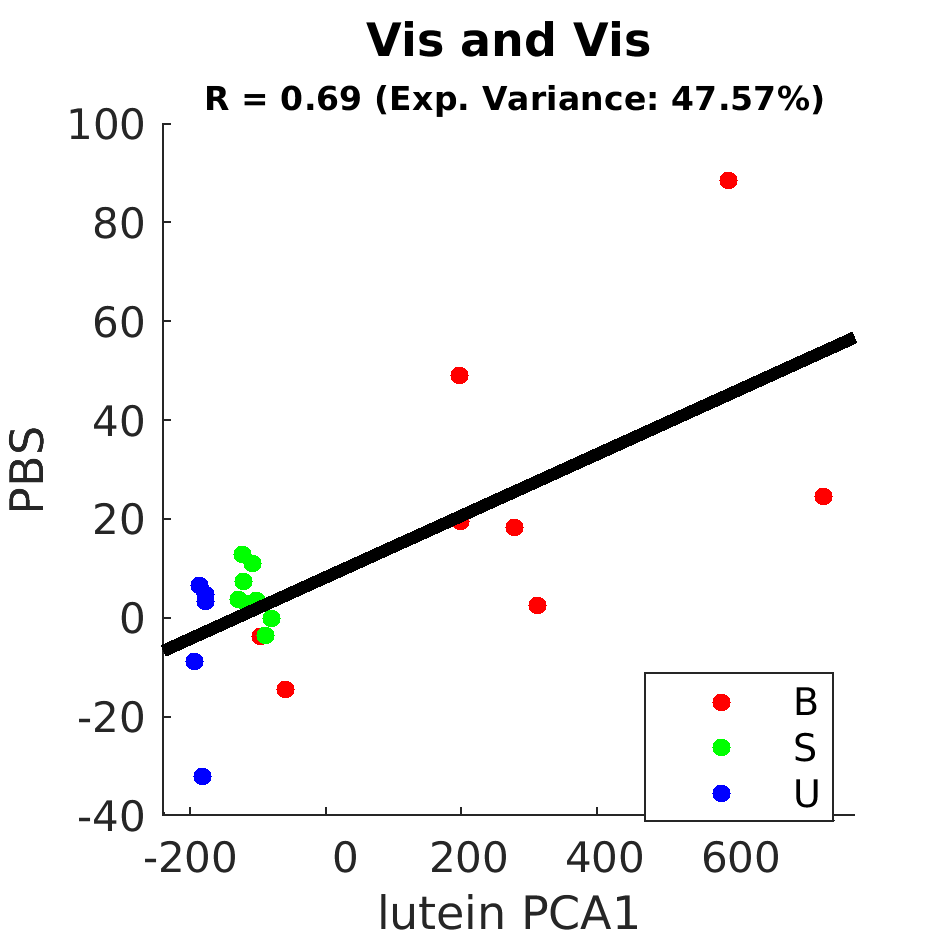 Vis and Vis
R = 0.69 (Exp. Variance: 47.57%)
100
80
60
40
20
0
-20
-40
PBS
B
S
U
-200 0 200 400 600
lutein PCA1